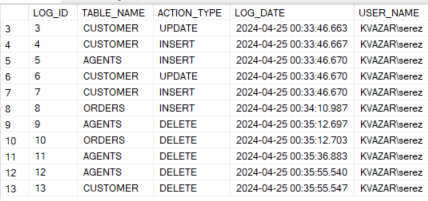 LOG_ID TABLE_NAME ACTION_TYPE LOG_DATE USER_NAME
3 3 CUSTOMER UPDATE 2024-04-25 00:33:46.663 KVAZAR\serez
4 4 CUSTOMER INSERT 2024-04-25 00:33:46.667 KVAZAR\serez
5 5 AGENTS INSERT 2024-04-25 00:33:46.670 KVAZAR\serez
6 6 CUSTOMER UPDATE 2024-04-25 00:33:46.670 KVAZAR\serez
7 7 CUSTOMER INSERT 2024-04-25 00:33:46.670 KVAZAR\serez
8 8 ORDERS INSERT 2024-04-25 00:34:10.987 KVAZAR\serez
9 9 AGENTS DELETE 2024-04-25 00:35:12.697 KVAZAR\serez
10 10 ORDERS DELETE 2024-04-25 00:35:12.703 KVAZAR\serez
11 11 AGENTS DELETE 2024-04-25 00:35:36.883 KVAZAR\serez
12 12 AGENTS DELETE 2024-04-25 00:35:55.540 KVAZAR\serez
13 13 CUSTOMER DELETE 2024-04-25 00:35:55.547 KVAZAR\serez